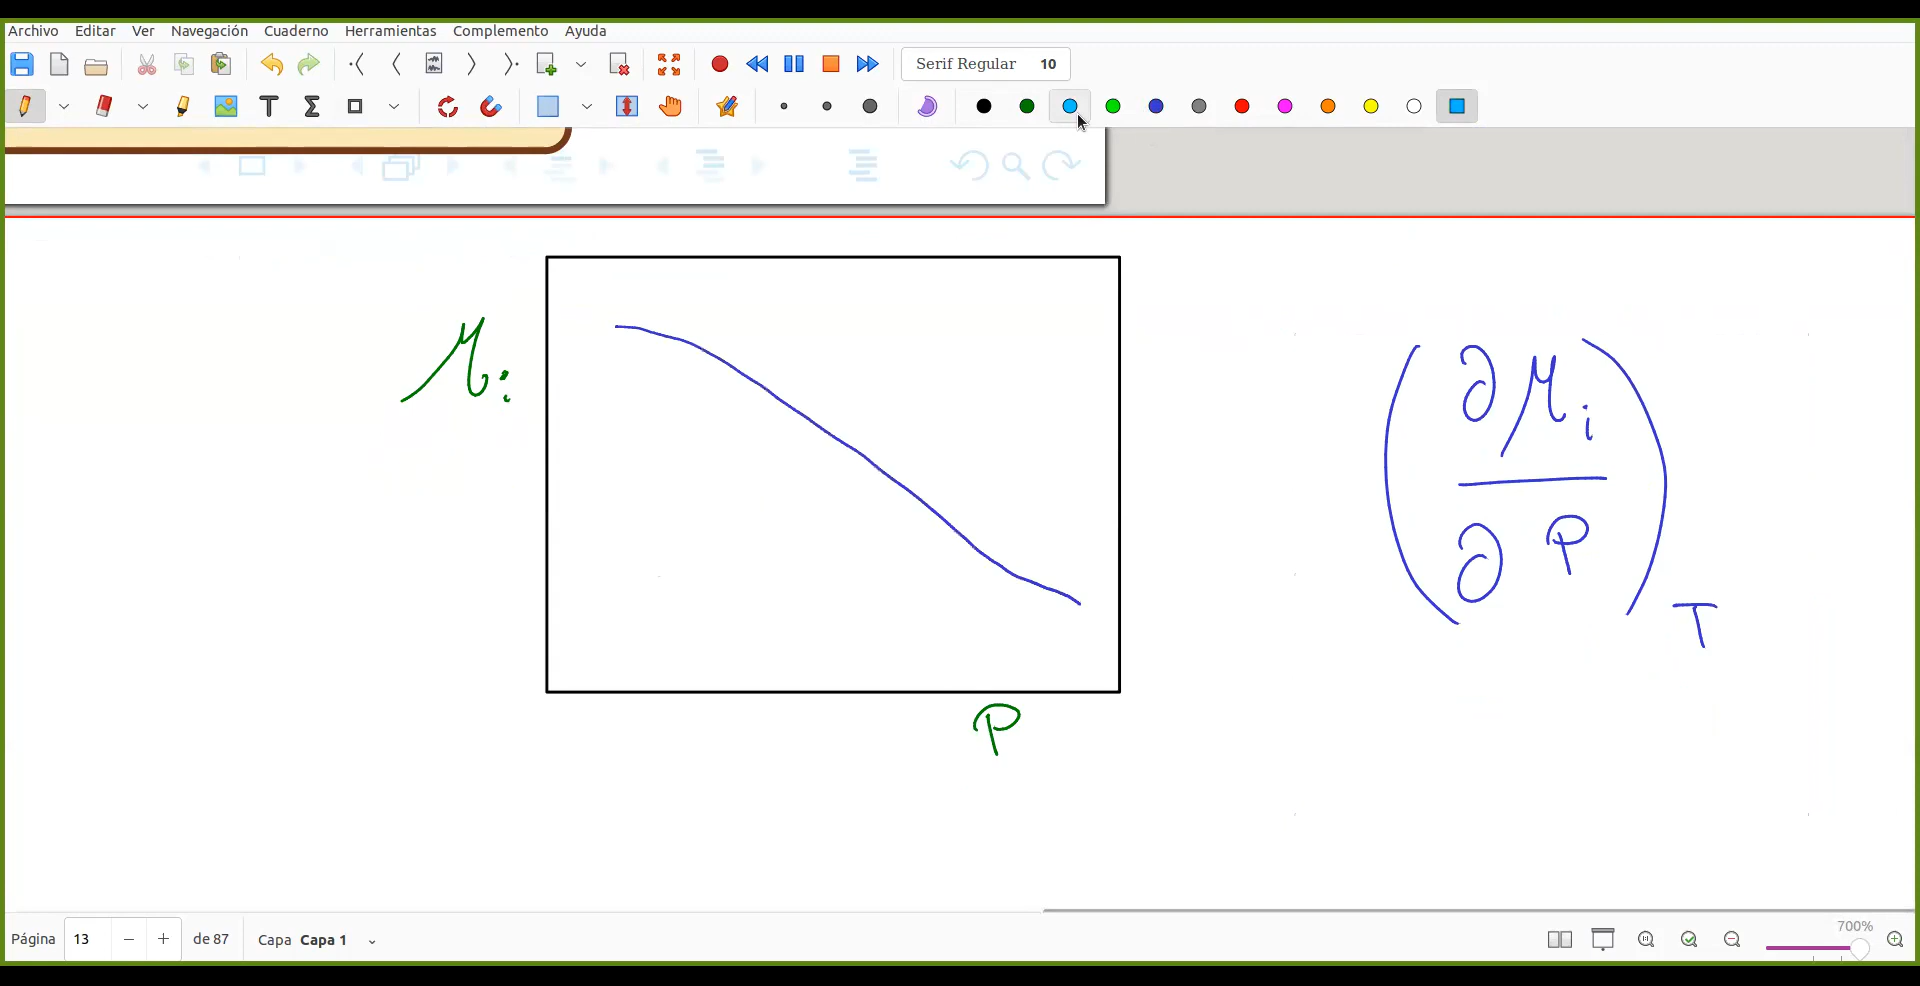 Archivo Editar Ver Navegación Cuaderno Herramientas Complemento Ayuda
Serif Regular 10
T Σ
μi
(∂μi / ∂P)T
P
Página 13 − + de 87 Capa Capa 1
700%